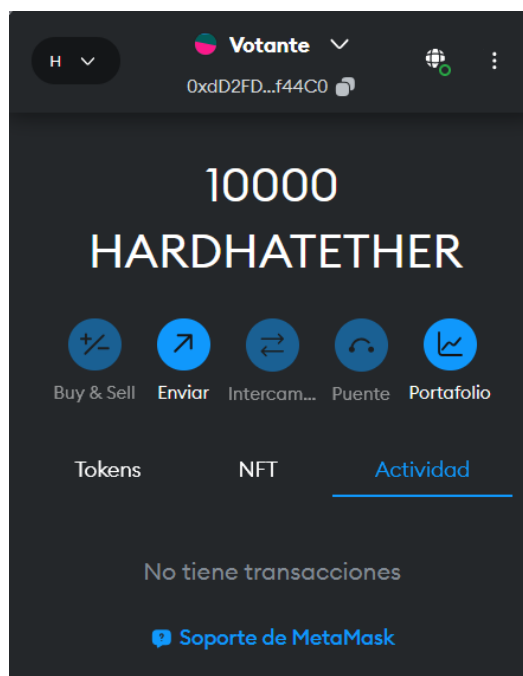 H
Votante
0xdD2FD...f44C0
10000
HARDHATETHER
Buy & Sell Enviar Intercam... Puente Portafolio
Tokens NFT Actividad
No tiene transacciones
Soporte de MetaMask